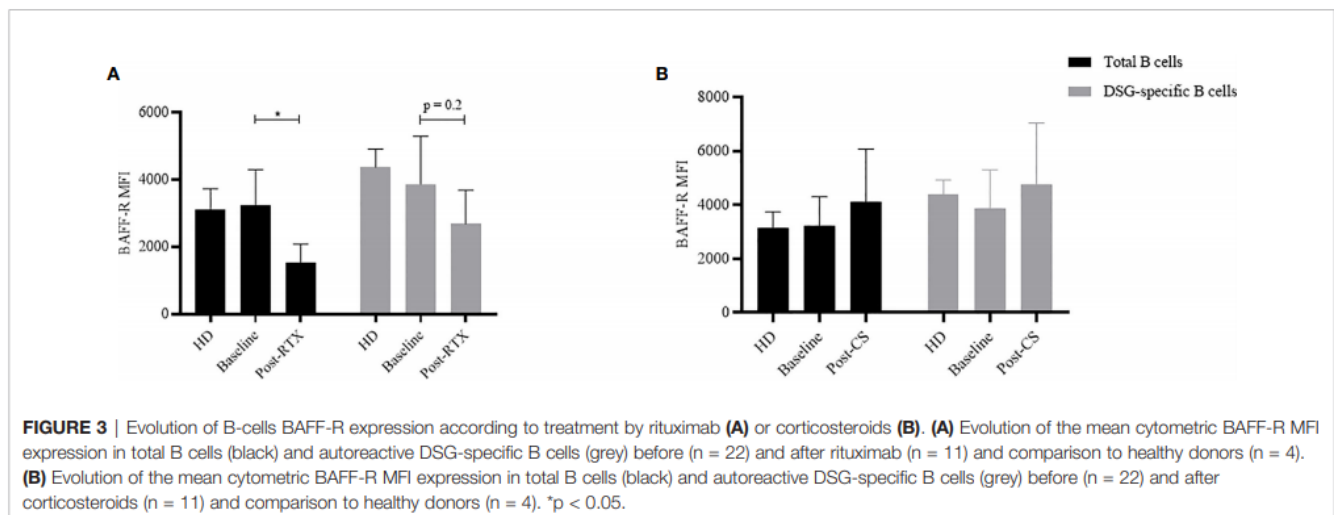 A
B
Total B cells
DSG-specific B cells
BAFF-R MFI
6000
4000
2000
0
*
p = 0.2
HD
Baseline
Post-RTX
HD
Baseline
Post-RTX
BAFF-R MFI
8000
6000
4000
2000
0
HD
Baseline
Post-CS
HD
Baseline
Post-CS
FIGURE 3 | Evolution of B-cells BAFF-R expression according to treatment by rituximab (A) or corticosteroids (B). (A) Evolution of the mean cytometric BAFF-R MFI
expression in total B cells (black) and autoreactive DSG-specific B cells (grey) before (n = 22) and after rituximab (n = 11) and comparison to healthy donors (n = 4).
(B) Evolution of the mean cytometric BAFF-R MFI expression in total B cells (black) and autoreactive DSG-specific B cells (grey) before (n = 22) and after
corticosteroids (n = 11) and comparison to healthy donors (n = 4). *p < 0.05.